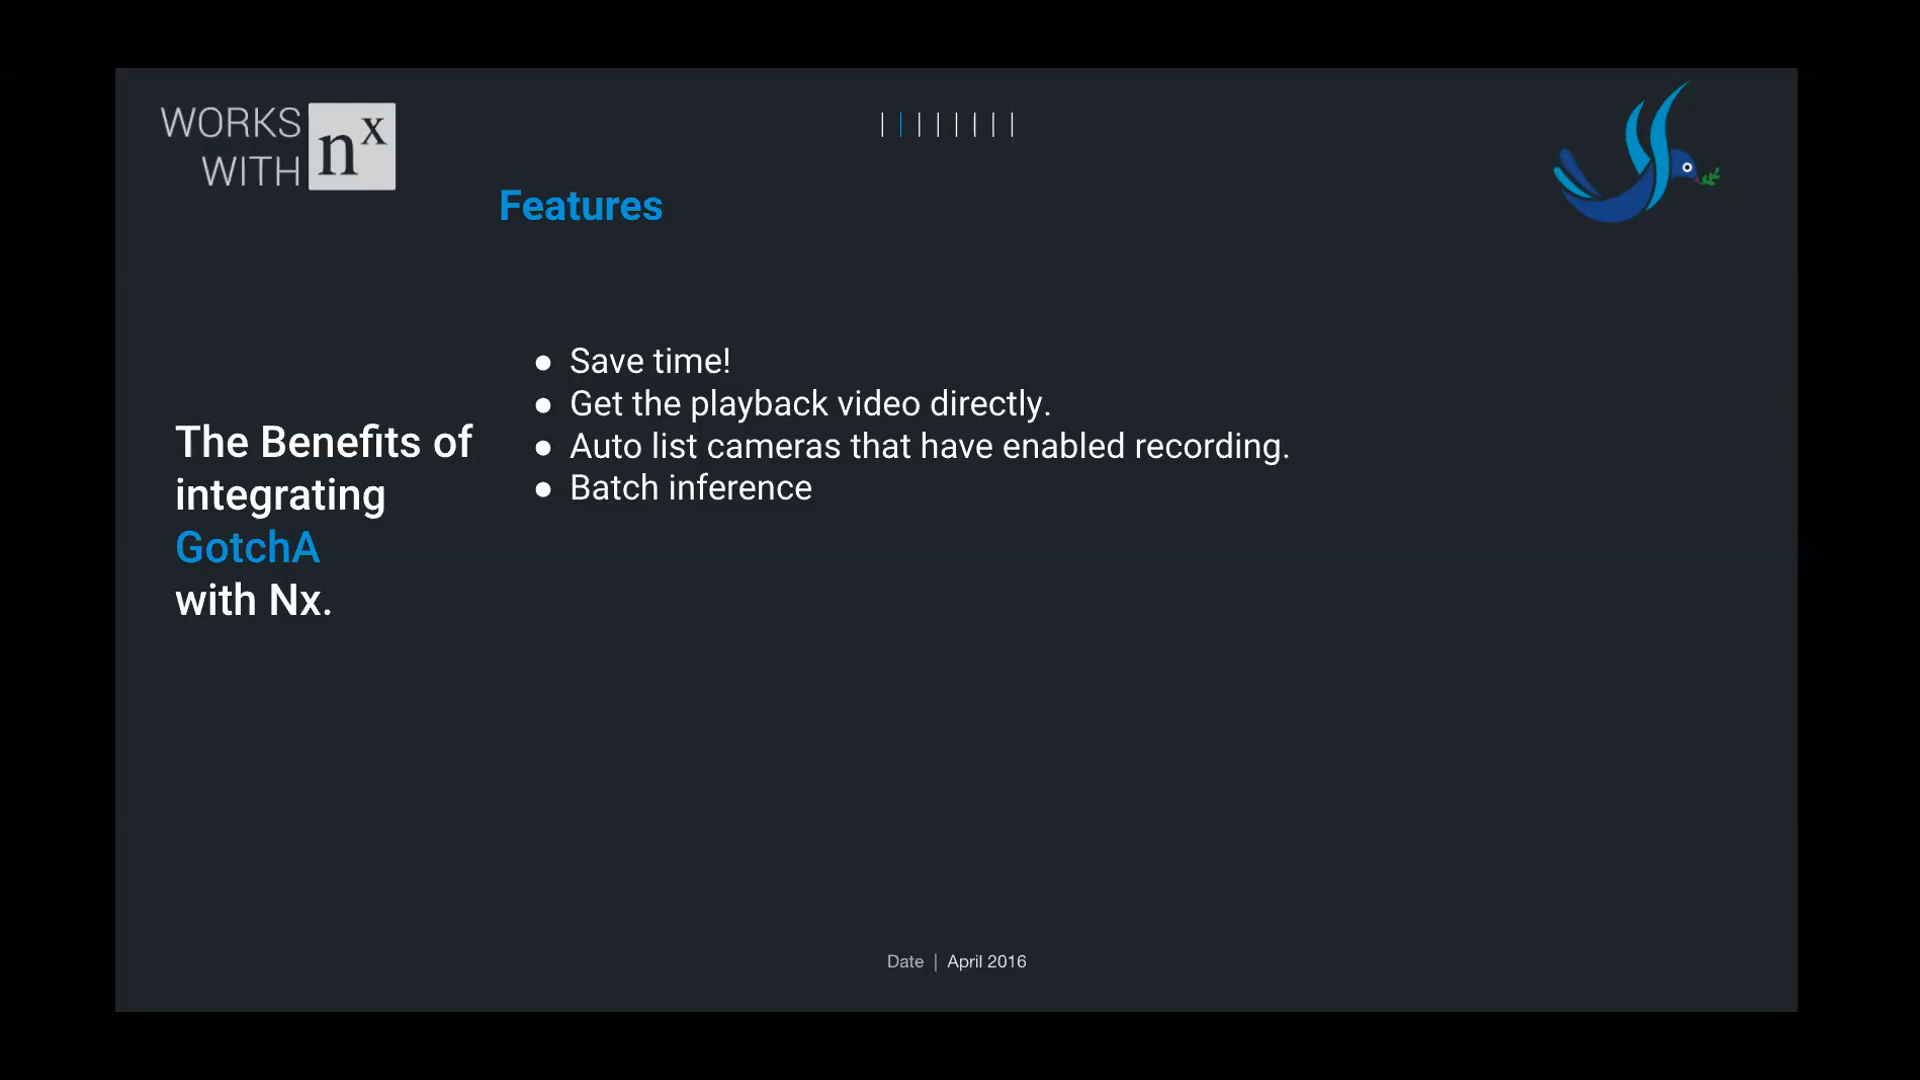 WORKS
WITH
nx
Features
● Save time!
● Get the playback video directly.
● Auto list cameras that have enabled recording.
● Batch inference
The Benefits of
integrating
GotchA
with Nx.
Date | April 2016